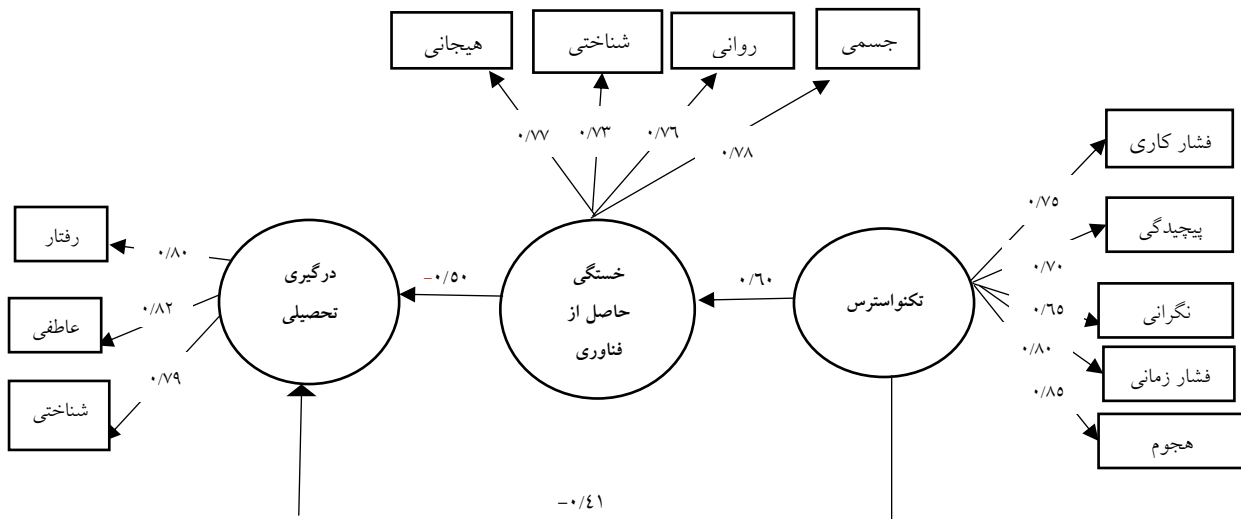 جسمی
روانی
شناختی
هیجانی
۰/۷۷
۰/۷۳
۰/۷۶
۰/۷۸
فشار کاری
پیچیدگی
نگرانی
فشار زمانی
هجوم
۰/۷۵
۰/۷۰
۰/۶۵
۰/۸۰
۰/۸۵
تکنواسترس
۰/۶۰
خستگی
حاصل از
فناوری
-۰/۵۰
درگیری
تحصیلی
۰/۸۰
۰/۸۲
۰/۷۹
رفتار
عاطفی
شناختی
-۰/۴۱